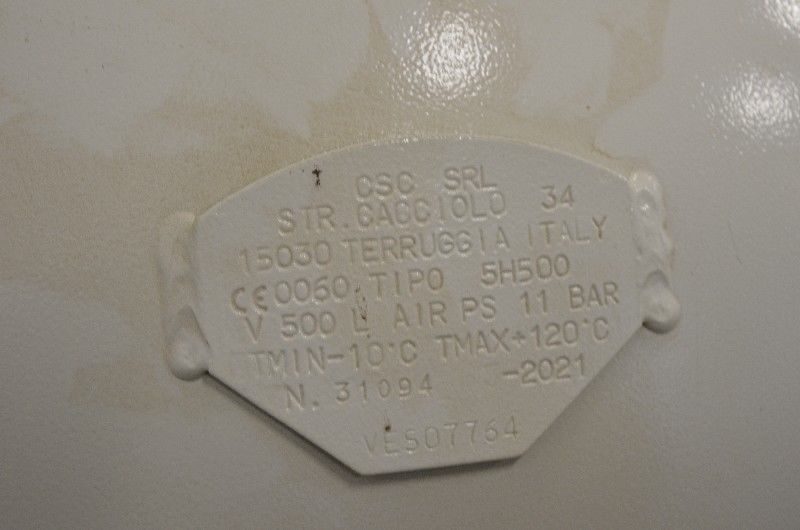 CSC SRL
STR. CACCIOLO 34
15030 TERRUGGIA ITALY
CE0060 TIPO 5H500
V 500 L AIR PS 11 BAR
TMIN-10°C TMAX+120°C
N. 31094 -2021
VES07764